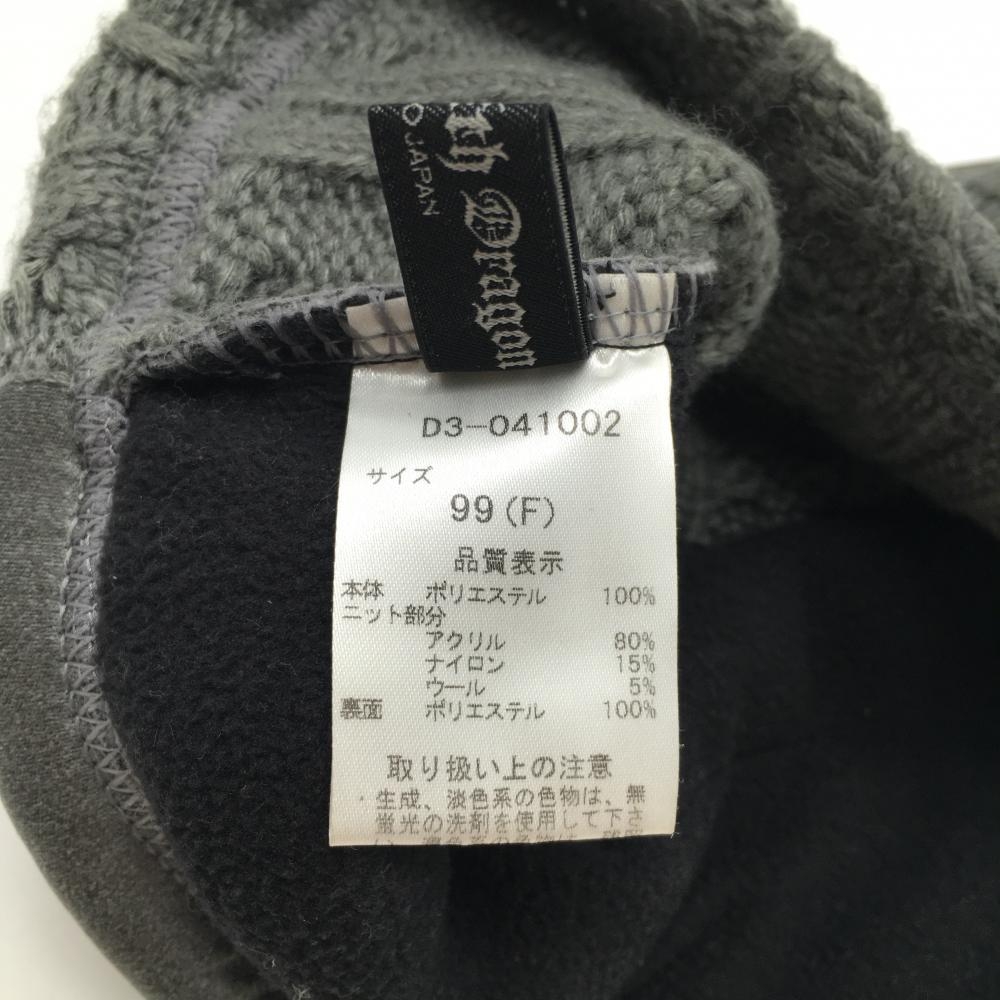 Dragon
O JAPAN
D3-041002
サイズ
99(F)
品質表示
本体 ポリエステル 100%
ニット部分
アクリル 80%
ナイロン 15%
ウール 5%
裏面 ポリエステル 100%
取り扱い上の注意
・生成、淡色系の色物は、無
蛍光の洗剤を使用して下さ